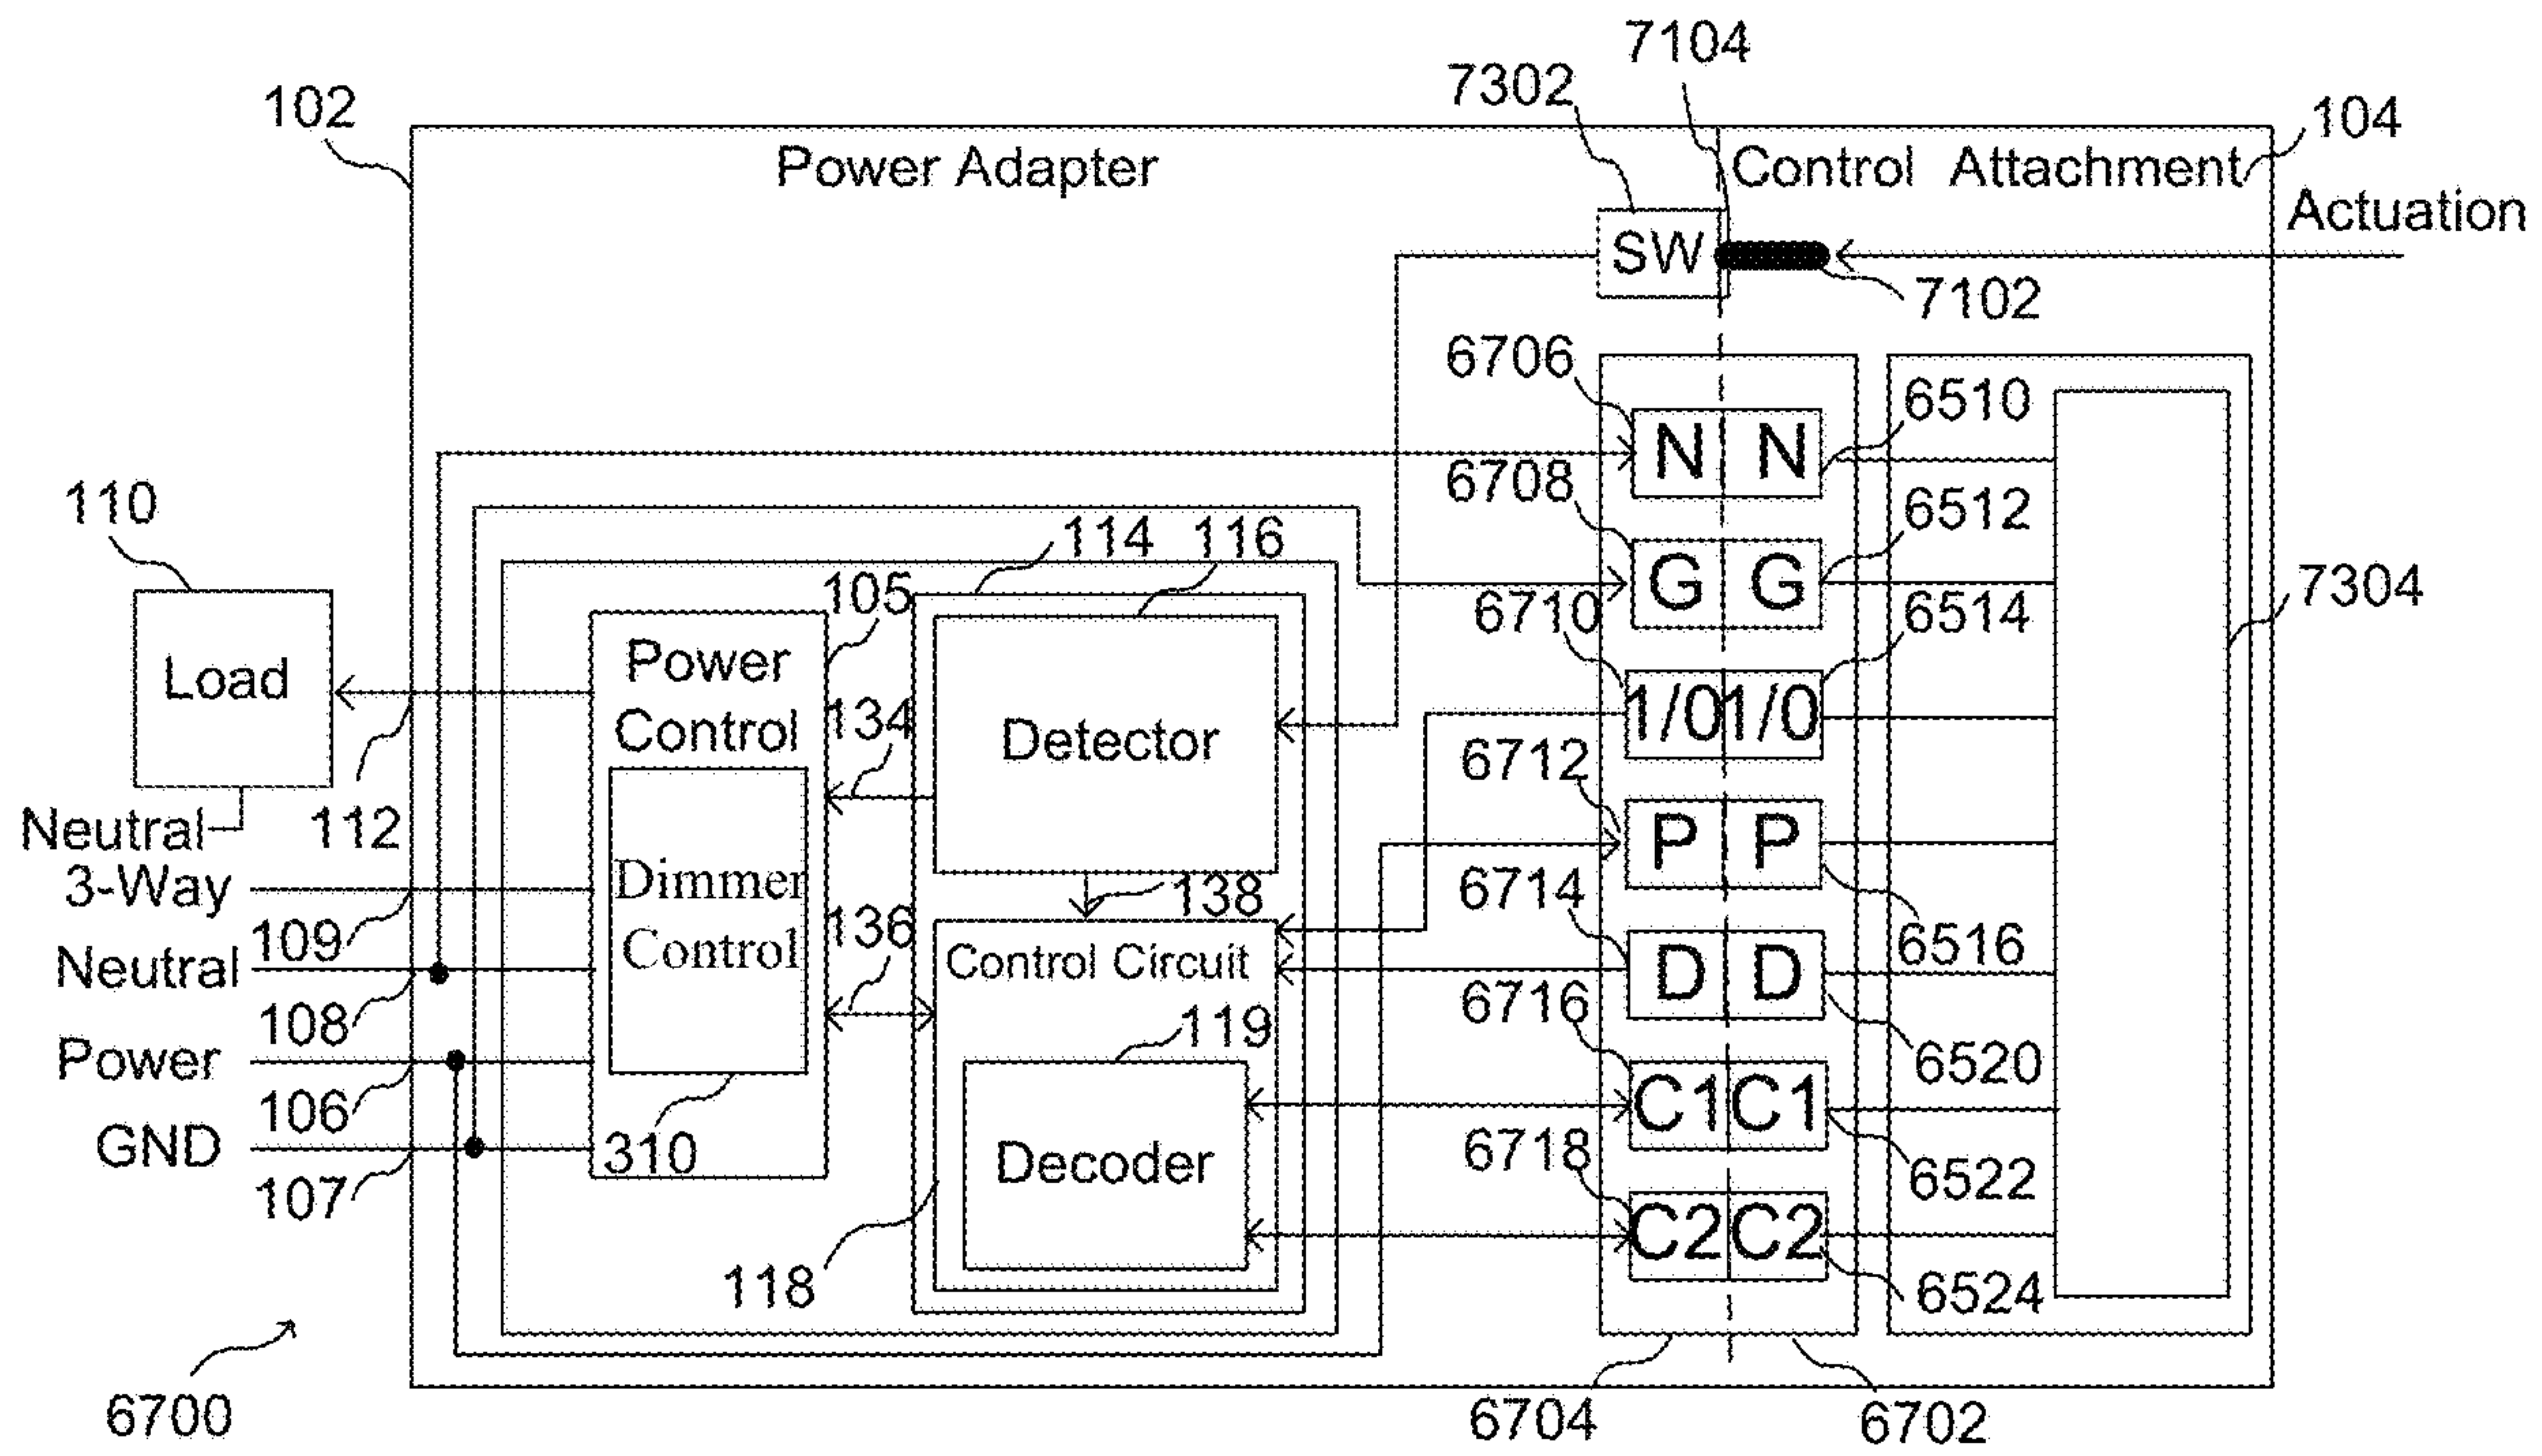 7104
7302
102
104
Power Adapter
Control Attachment
Actuation
SW
7102
6706
6510
N N
6708
6512
110
114 116
105
G G
7304
6710
6514
Load
Power
Control
134
Detector
1/0 1/0
6712
112
Neutral
3-Way
Dimmer
Control
138
P P
6714
109
136
Control Circuit
6516
Neutral
D D
108
119
6716
6520
Power
106
C1 C1
GND
310
Decoder
6718
6522
107
118
C2 C2
6524
6700
6704
6702